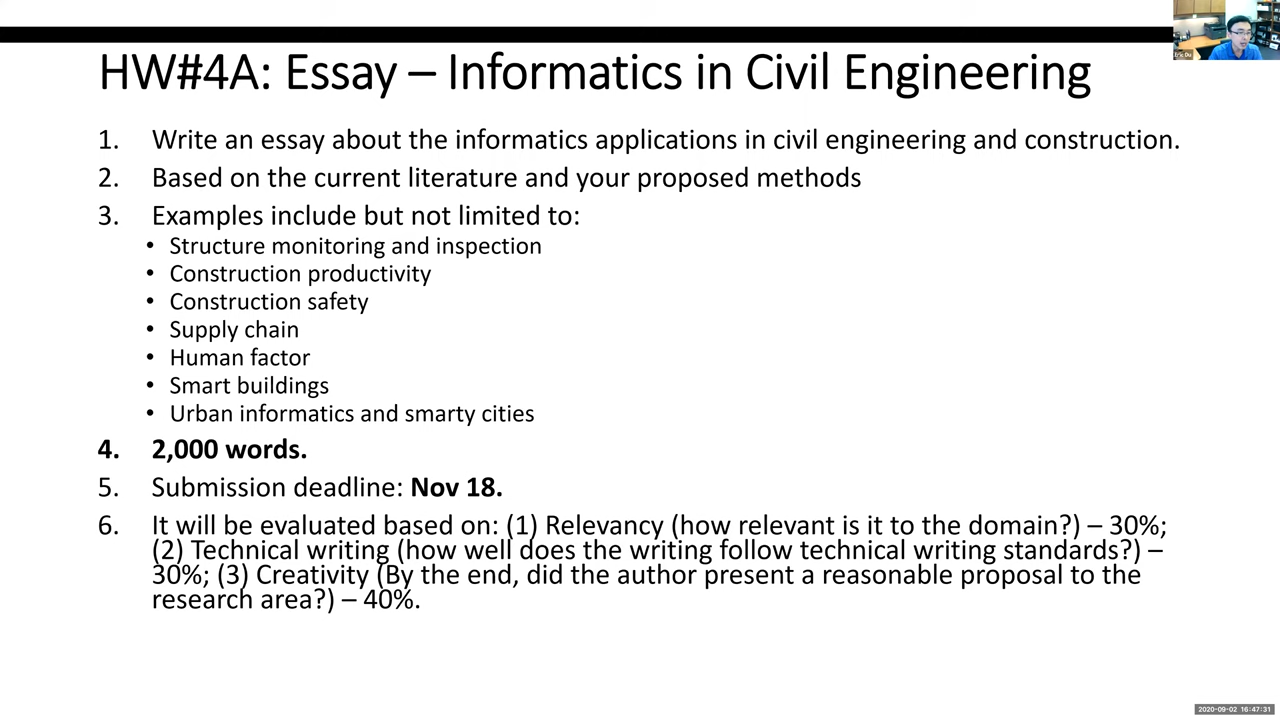 HW#4A: Essay – Informatics in Civil Engineering
Eric Du
1. Write an essay about the informatics applications in civil engineering and construction.
2. Based on the current literature and your proposed methods
3. Examples include but not limited to:
• Structure monitoring and inspection
• Construction productivity
• Construction safety
• Supply chain
• Human factor
• Smart buildings
• Urban informatics and smarty cities
4. 2,000 words.
5. Submission deadline: Nov 18.
6. It will be evaluated based on: (1) Relevancy (how relevant is it to the domain?) – 30%;
(2) Technical writing (how well does the writing follow technical writing standards?) –
30%; (3) Creativity (By the end, did the author present a reasonable proposal to the
research area?) – 40%.
2020-09-02 16:47:31